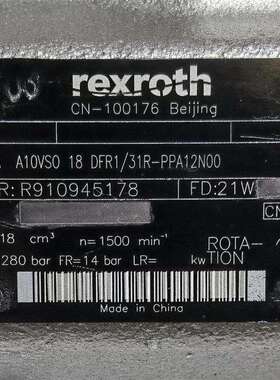 rexroth
CN-100176 Beijing
A10VSO 18 DFR1/31R-PPA12N00
R: R910945178 FD:21W
CN
18 cm³ n=1500 min⁻¹ ROTA-
280 bar FR=14 bar LR= kw TION
Made in China